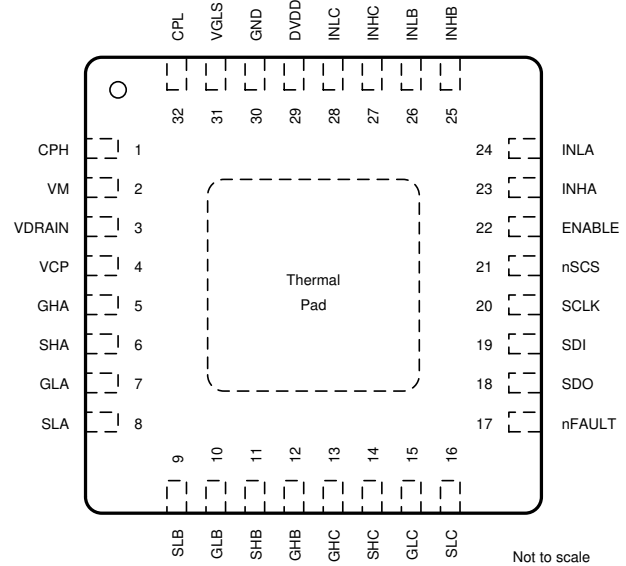 CPL
VGLS
GND
DVDD
INLC
INHC
INLB
INHB
32
31
30
29
28
27
26
25
CPH 1
VM 2
VDRAIN 3
VCP 4
GHA 5
SHA 6
GLA 7
SLA 8
Thermal
Pad
24 INLA
23 INHA
22 ENABLE
21 nSCS
20 SCLK
19 SDI
18 SDO
17 nFAULT
9
10
11
12
13
14
15
16
SLB
GLB
SHB
GHB
GHC
SHC
GLC
SLC
Not to scale